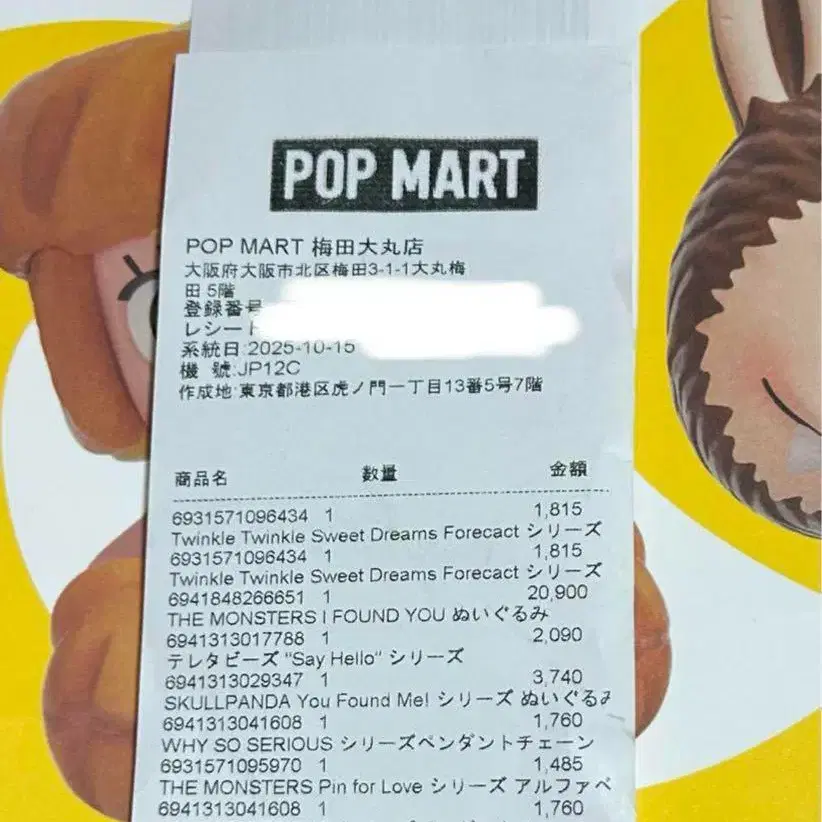 POP MART
POP MART 梅田大丸店
大阪府大阪市北区梅田3-1-1大丸梅
田 5階
登録番号
レシート
系統日:2025-10-15
機 號:JP12C
作成地:東京都港区虎ノ門一丁目13番5号7階
商品名 数量 金額
6931571096434 1 1,815
Twinkle Twinkle Sweet Dreams Forecact シリーズ
6931571096434 1 1,815
Twinkle Twinkle Sweet Dreams Forecact シリーズ
6941848266651 1 20,900
THE MONSTERS I FOUND YOU ぬいぐるみ
6941313017788 1 2,090
テレタビーズ "Say Hello" シリーズ
6941313029347 1 3,740
SKULLPANDA You Found Me! シリーズ ぬいぐるみ
6941313041608 1 1,760
WHY SO SERIOUS シリーズペンダントチェーン
6931571095970 1 1,485
THE MONSTERS Pin for Love シリーズ アルファベ
6941313041608 1 1,760